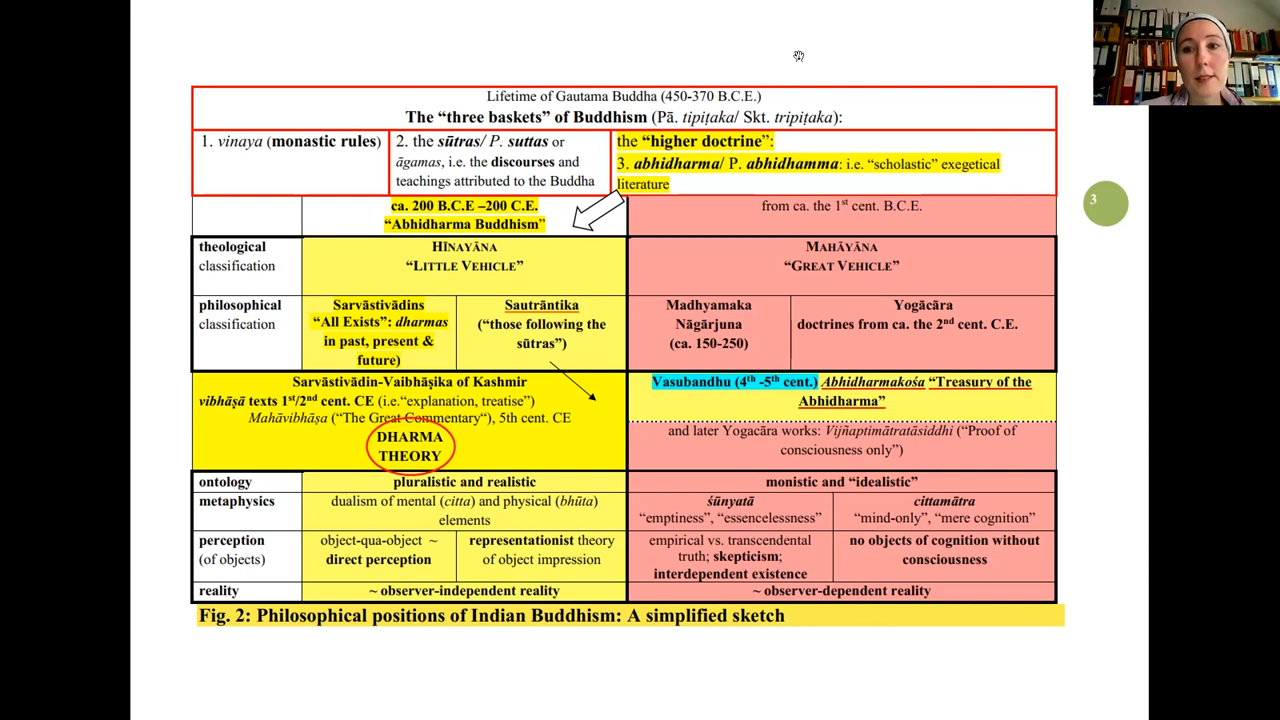 Lifetime of Gautama Buddha (450-370 B.C.E.)
The “three baskets” of Buddhism (Pā. tipiṭaka/ Skt. tripiṭaka):
1. vinaya (monastic rules)
2. the sūtras/ P. suttas or
āgamas, i.e. the discourses and
teachings attributed to the Buddha
the “higher doctrine”:
3. abhidharma/ P. abhidhamma: i.e. “scholastic” exegetical
literature
ca. 200 B.C.E –200 C.E.
“Abhidharma Buddhism”
from ca. the 1st cent. B.C.E.
3
theological
classification
HĪNAYĀNA
“LITTLE VEHICLE”
MAHĀYĀNA
“GREAT VEHICLE”
philosophical
classification
Sarvāstivādins
“All Exists”: dharmas
in past, present &
future)
Sautrāntika
(“those following the
sūtras”)
Madhyamaka
Nāgārjuna
(ca. 150-250)
Yogācāra
doctrines from ca. the 2nd cent. C.E.
Sarvāstivādin-Vaibhāṣika of Kashmir
vibhāṣā texts 1st/2nd cent. CE (i.e.“explanation, treatise”)
Mahāvibhāṣa (“The Great Commentary“), 5th cent. CE
DHARMA
THEORY
Vasubandhu (4th -5th cent.) Abhidharmakośa “Treasury of the
Abhidharma”
and later Yogacāra works: Vijñaptimātratāsiddhi (“Proof of
consciousness only”)
ontology
pluralistic and realistic
monistic and “idealistic”
metaphysics
dualism of mental (citta) and physical (bhūta)
elements
śūnyatā
“emptiness”, “essencelessness”
cittamātra
“mind-only”, “mere cognition”
perception
(of objects)
object-qua-object ~
direct perception
representationist theory
of object impression
empirical vs. transcendental
truth; skepticism;
interdependent existence
no objects of cognition without
consciousness
reality
~ observer-independent reality
~ observer-dependent reality
Fig. 2: Philosophical positions of Indian Buddhism: A simplified sketch